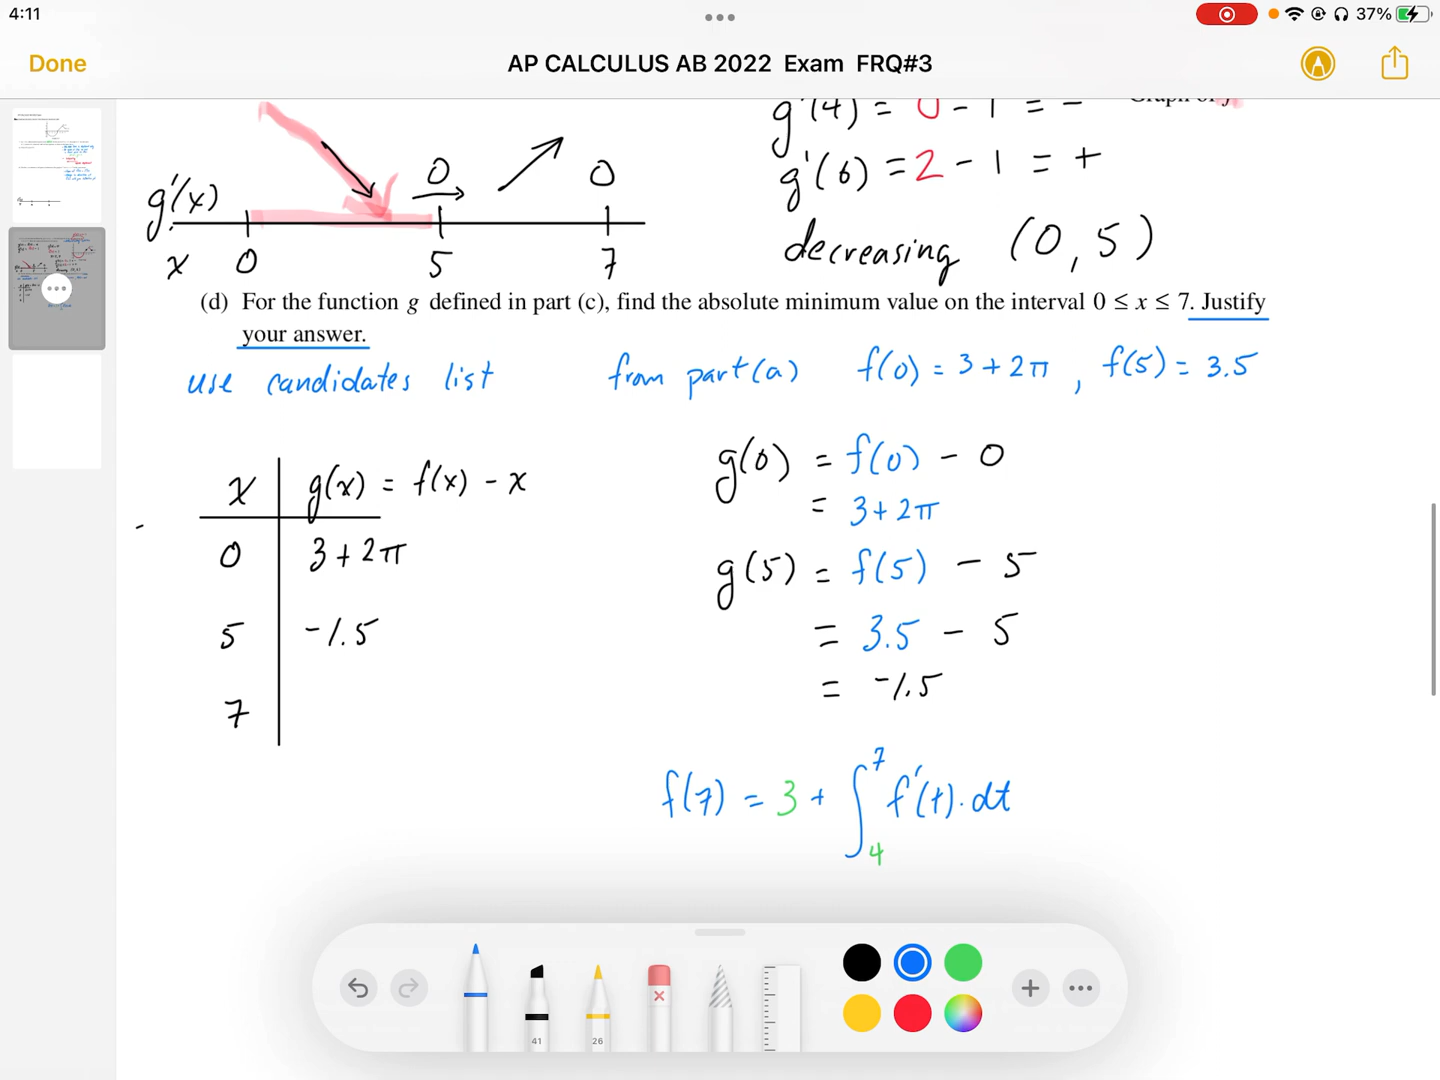 4:11
37%
Done
AP CALCULUS AB 2022 Exam FRQ#3
g'(4) = 0 - 1 = -
g'(6) = 2 - 1 = +
decreasing (0, 5)
0 0
g'(x)
x 0 5 7
(d) For the function g defined in part (c), find the absolute minimum value on the interval 0 ≤ x ≤ 7. Justify
your answer.
use candidates list
from part(a) f(0) = 3 + 2π , f(5) = 3.5
x g(x) = f(x) - x
0 3 + 2π
5 -1.5
7
g(0) = f(0) - 0
= 3 + 2π
g(5) = f(5) - 5
= 3.5 - 5
= -1.5
f(7) = 3 + ∫₄⁷ f'(t)·dt
41
26